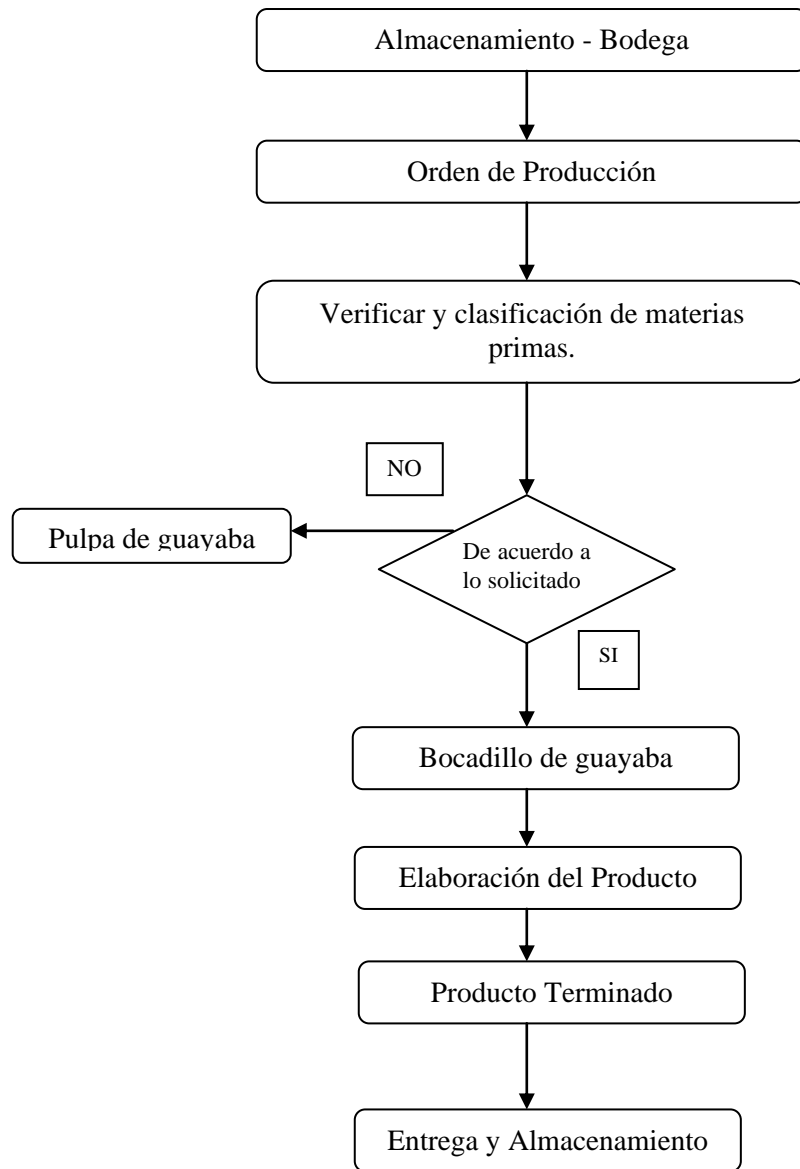 Almacenamiento - Bodega
Orden de Producción
Verificar y clasificación de materias
primas.
NO
Pulpa de guayaba
De acuerdo a
lo solicitado
SI
Bocadillo de guayaba
Elaboración del Producto
Producto Terminado
Entrega y Almacenamiento